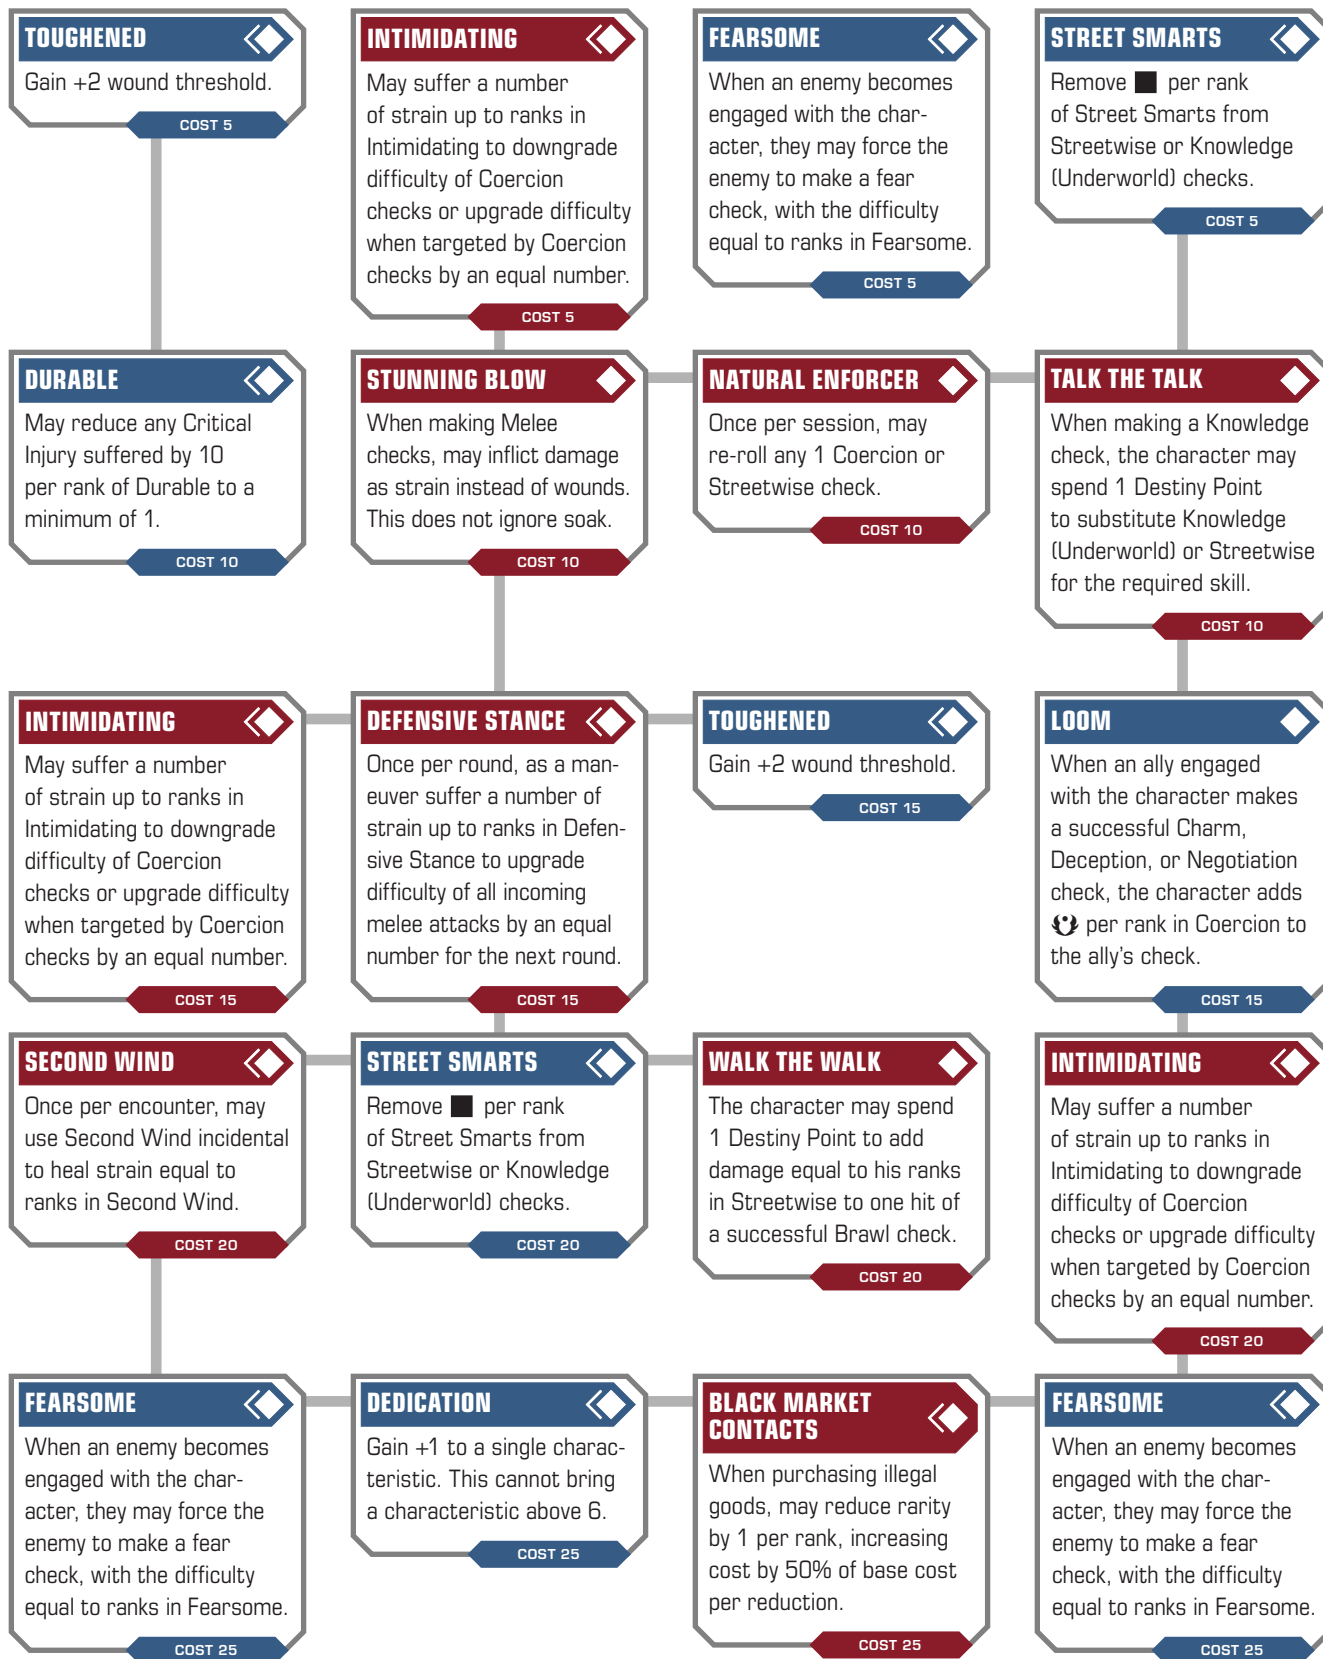 TOUGHENED
Gain +2 wound threshold.
COST 5
INTIMIDATING
May suffer a number
of strain up to ranks in
Intimidating to downgrade
difficulty of Coercion
checks or upgrade difficulty
when targeted by Coercion
checks by an equal number.
COST 5
FEARSOME
When an enemy becomes
engaged with the char-
acter, they may force the
enemy to make a fear
check, with the difficulty
equal to ranks in Fearsome.
COST 5
STREET SMARTS
Remove ■ per rank
of Street Smarts from
Streetwise or Knowledge
(Underworld) checks.
COST 5
DURABLE
May reduce any Critical
Injury suffered by 10
per rank of Durable to a
minimum of 1.
COST 10
STUNNING BLOW
When making Melee
checks, may inflict damage
as strain instead of wounds.
This does not ignore soak.
COST 10
NATURAL ENFORCER
Once per session, may
re-roll any 1 Coercion or
Streetwise check.
COST 10
TALK THE TALK
When making a Knowledge
check, the character may
spend 1 Destiny Point
to substitute Knowledge
(Underworld) or Streetwise
for the required skill.
COST 10
INTIMIDATING
May suffer a number
of strain up to ranks in
Intimidating to downgrade
difficulty of Coercion
checks or upgrade difficulty
when targeted by Coercion
checks by an equal number.
COST 15
DEFENSIVE STANCE
Once per round, as a man-
euver suffer a number of
strain up to ranks in Defen-
sive Stance to upgrade
difficulty of all incoming
melee attacks by an equal
number for the next round.
COST 15
TOUGHENED
Gain +2 wound threshold.
COST 15
LOOM
When an ally engaged
with the character makes
a successful Charm,
Deception, or Negotiation
check, the character adds
per rank in Coercion to
the ally's check.
COST 15
SECOND WIND
Once per encounter, may
use Second Wind incidental
to heal strain equal to
ranks in Second Wind.
COST 20
STREET SMARTS
Remove ■ per rank
of Street Smarts from
Streetwise or Knowledge
(Underworld) checks.
COST 20
WALK THE WALK
The character may spend
1 Destiny Point to add
damage equal to his ranks
in Streetwise to one hit of
a successful Brawl check.
COST 20
INTIMIDATING
May suffer a number
of strain up to ranks in
Intimidating to downgrade
difficulty of Coercion
checks or upgrade difficulty
when targeted by Coercion
checks by an equal number.
COST 20
FEARSOME
When an enemy becomes
engaged with the char-
acter, they may force the
enemy to make a fear
check, with the difficulty
equal to ranks in Fearsome.
COST 25
DEDICATION
Gain +1 to a single charac-
teristic. This cannot bring
a characteristic above 6.
COST 25
BLACK MARKET
CONTACTS
When purchasing illegal
goods, may reduce rarity
by 1 per rank, increasing
cost by 50% of base cost
per reduction.
COST 25
FEARSOME
When an enemy becomes
engaged with the char-
acter, they may force the
enemy to make a fear
check, with the difficulty
equal to ranks in Fearsome.
COST 25